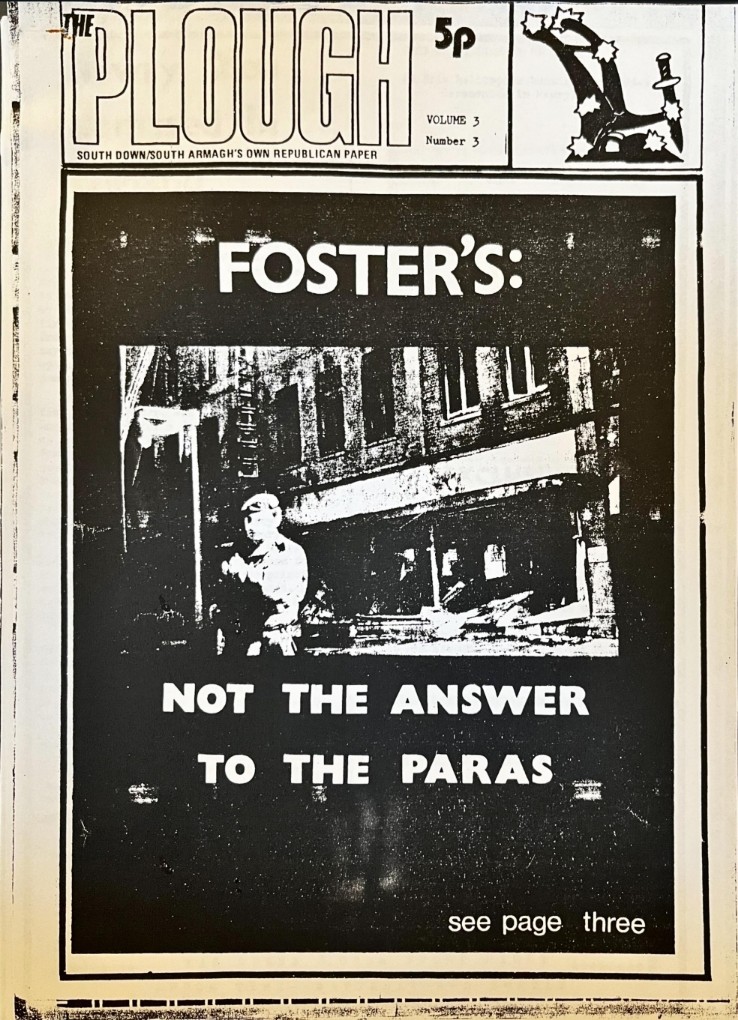 THE
PLOUGH
5p
VOLUME 3
Number 3
SOUTH DOWN/SOUTH ARMAGH'S OWN REPUBLICAN PAPER
FOSTER'S:
NOT THE ANSWER
TO THE PARAS
see page three